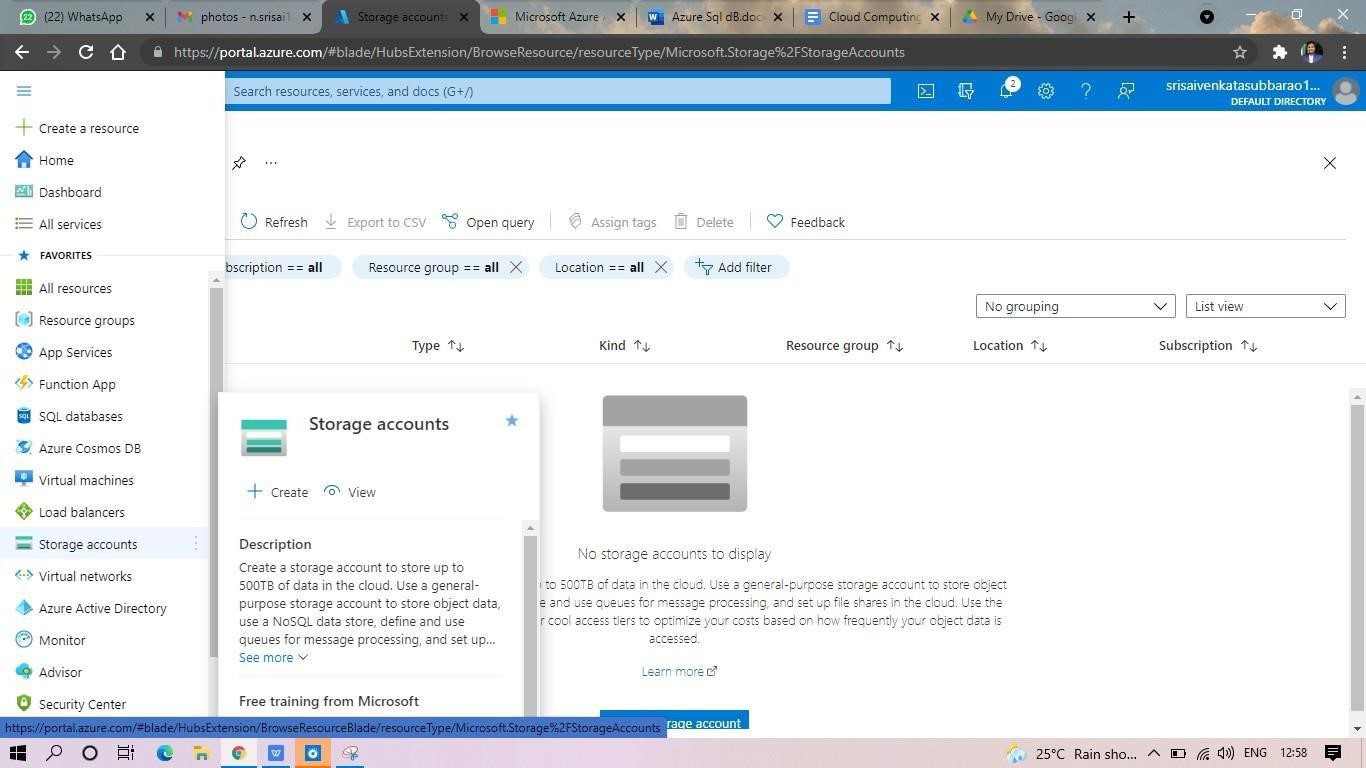 (22) WhatsApp
photos - n.srisai1
Storage accounts
Microsoft Azure
Azure Sql dB.doc
Cloud Computing
My Drive - Goog
https://portal.azure.com/#blade/HubsExtension/BrowseResource/resourceType/Microsoft.Storage%2FStorageAccounts
Search resources, services, and docs (G+/)
2
srisaivenkatasubbarao1...
DEFAULT DIRECTORY
Create a resource
Home
Dashboard
All services
FAVORITES
All resources
Resource groups
App Services
Function App
SQL databases
Azure Cosmos DB
Virtual machines
Load balancers
Storage accounts
Virtual networks
Azure Active Directory
Monitor
Advisor
Security Center
...
Refresh
Export to CSV
Open query
Assign tags
Delete
Feedback
bscription == all
Resource group == all
Location == all
Add filter
No grouping
List view
Type
Kind
Resource group
Location
Subscription
Storage accounts
Create
View
Description
Create a storage account to store up to
500TB of data in the cloud. Use a general-
purpose storage account to store object data,
use a NoSQL data store, define and use
queues for message processing, and set up...
See more
Free training from Microsoft
No storage accounts to display
to 500TB of data in the cloud. Use a general-purpose storage account to store object
e and use queues for message processing, and set up file shares in the cloud. Use the
r cool access tiers to optimize your costs based on how frequently your object data is
accessed.
Learn more
rage account
https://portal.azure.com/#blade/HubsExtension/BrowseResourceBlade/resourceType/Microsoft.Storage%2FStorageAccounts
25°C Rain sho...
ENG
12:58